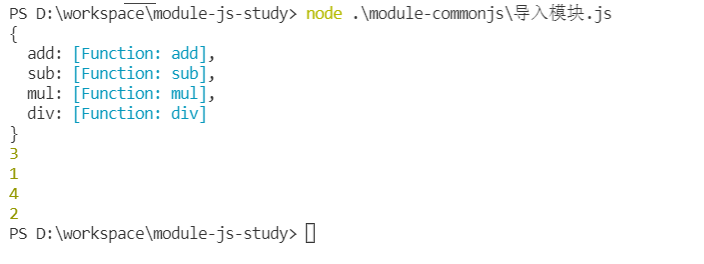 PS D:\workspace\module-js-study> node .\module-commonjs\导入模块.js
{
  add: [Function: add],
  sub: [Function: sub],
  mul: [Function: mul],
  div: [Function: div]
}
3
1
4
2
PS D:\workspace\module-js-study>